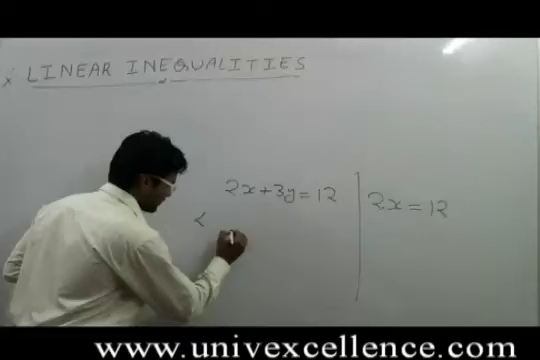 x LINEAR INEQUALITIES
2x + 3y = 12 | 2x = 12
<
www.univexcellence.com